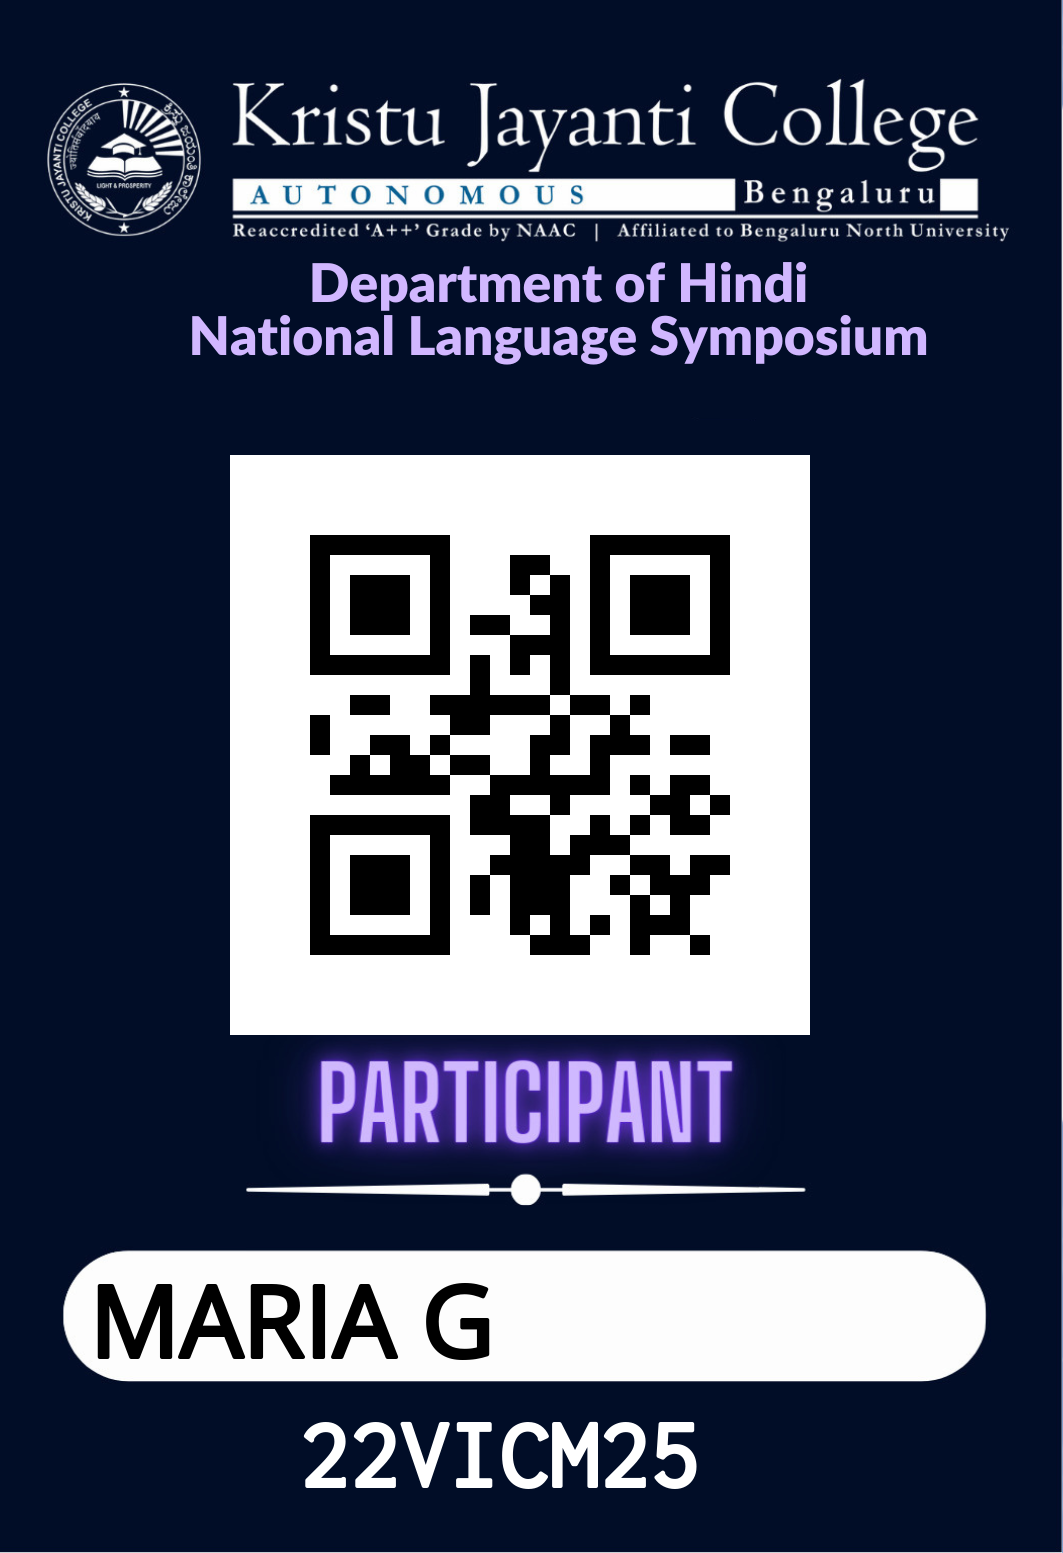 KRISTU JAYANTI COLLEGE
LIGHT & PROSPERITY
Kristu Jayanti College
AUTONOMOUS Bengaluru
Reaccredited ‘A++’ Grade by NAAC | Affiliated to Bengaluru North University
Department of Hindi
National Language Symposium
PARTICIPANT
MARIA G
22VICM25